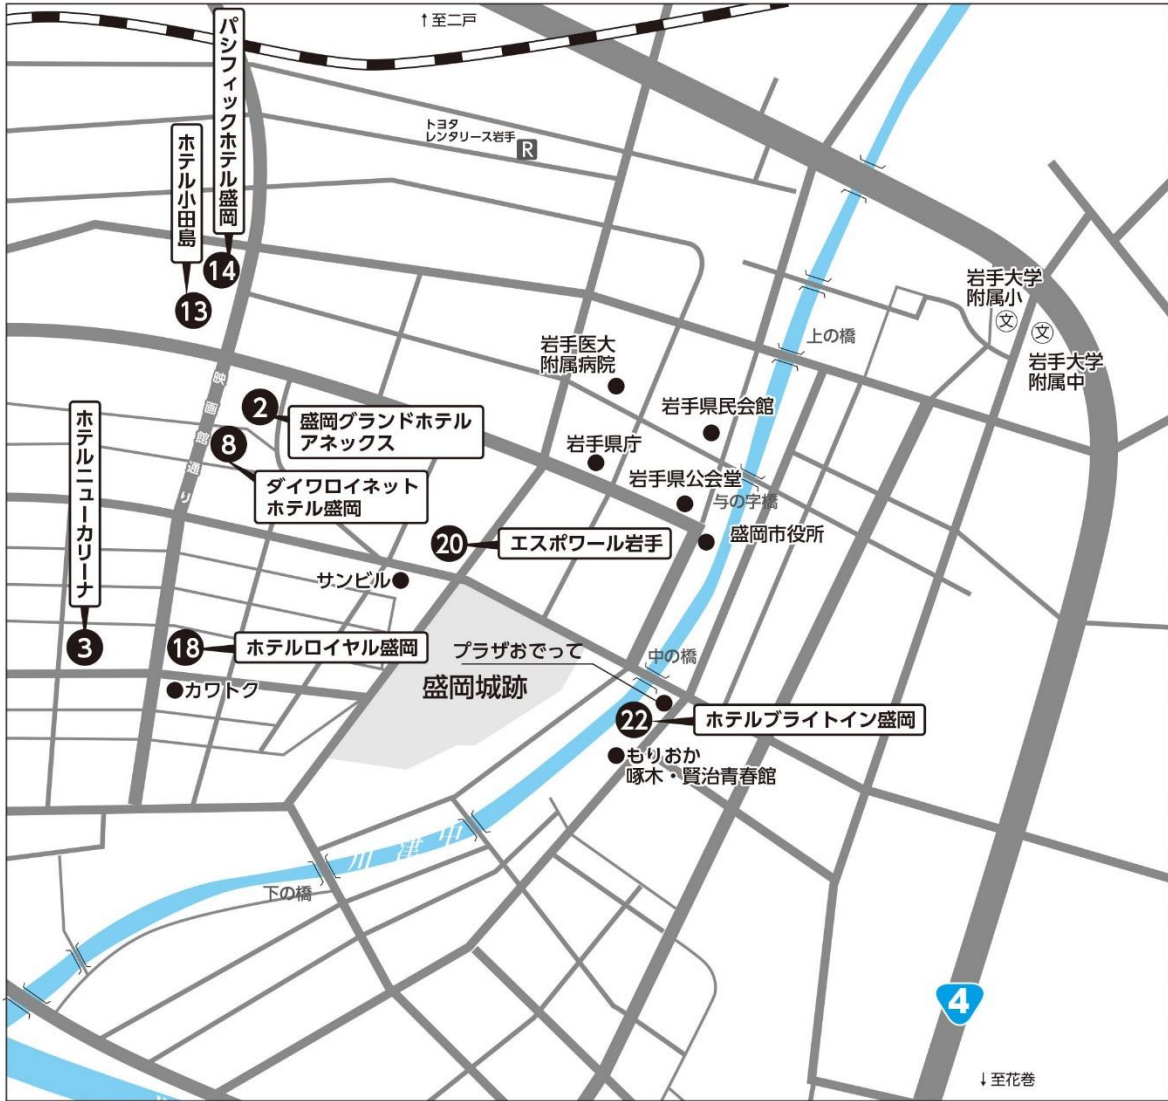 ↑至二戸
パシフィックホテル盛岡
ホテル小田島
トヨタ
レンタリース岩手
R
14
13
岩手大学
附属小
文
文
岩手大学
附属中
上の橋
岩手医大
附属病院
映画館通り
2
盛岡グランドホテル
アネックス
岩手県民会館
ホテルニューカリーナ
8
ダイワロイネット
ホテル盛岡
岩手県庁
岩手県公会堂
与の字橋
盛岡市役所
20
エスポワール岩手
サンビル
3
18
ホテルロイヤル盛岡
カワトク
プラザおでって
中の橋
盛岡城跡
22
ホテルブライトイン盛岡
もりおか
啄木・賢治青春館
中津川
下の橋
4
↓至花巻